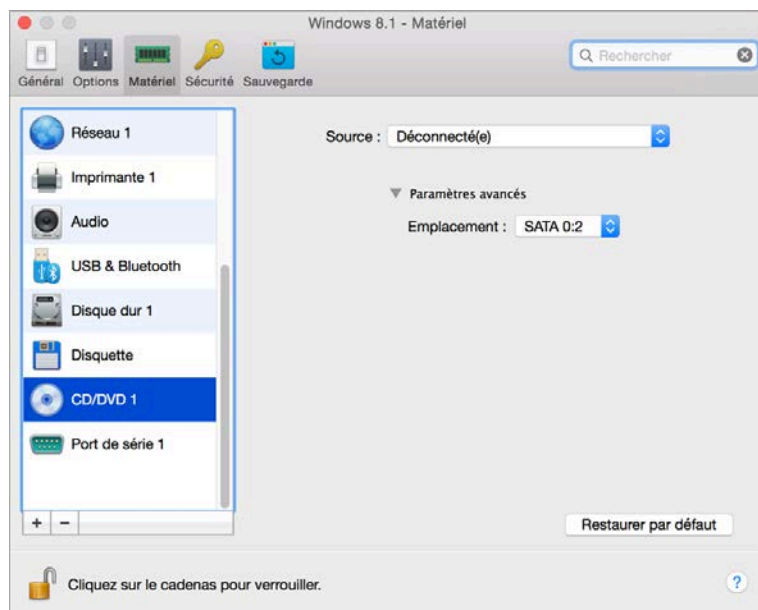 Windows 8.1 - Matériel
Général Options Matériel Sécurité Sauvegarde
Rechercher
Réseau 1
Imprimante 1
Audio
USB & Bluetooth
Disque dur 1
Disquette
CD/DVD 1
Port de série 1
+ −
Source : Déconnecté(e)
Paramètres avancés
Emplacement : SATA 0:2
Restaurer par défaut
Cliquez sur le cadenas pour verrouiller.
?